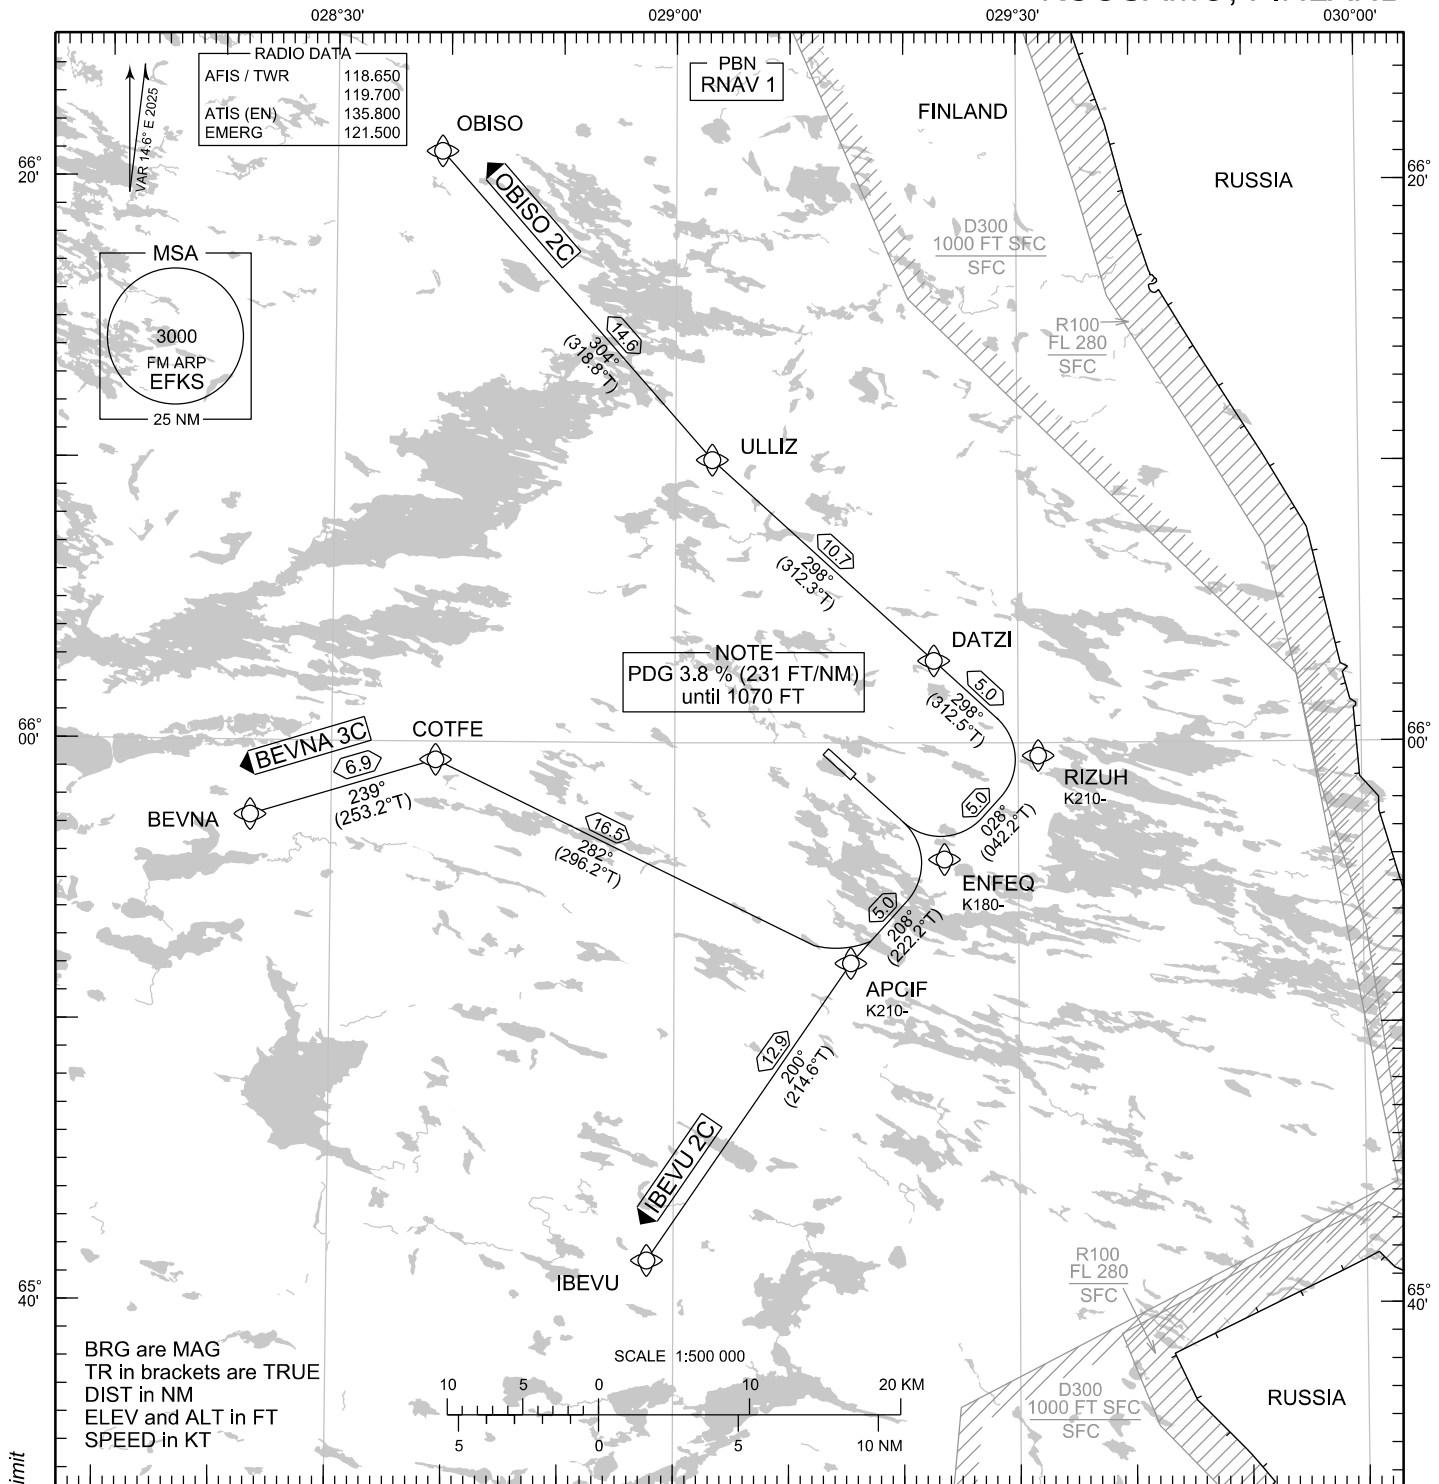 028°30'
029°00'
029°30'
030°00'
RADIO DATA
AFIS / TWR 118.650
119.700
ATIS (EN) 135.800
EMERG 121.500
VAR 14.6° E 2025
PBN
RNAV 1
OBISO
FINLAND
RUSSIA
66°
20'
66°
20'
OBISO 2C
D300
1000 FT SFC
SFC
MSA
3000
FM ARP
EFKS
25 NM
R100
FL 280
SFC
14.6
304°
(318.8°T)
ULLIZ
10.7
298°
(312.3°T)
DATZI
NOTE
PDG 3.8 % (231 FT/NM)
until 1070 FT
5.0
298°
(312.5°T)
66°
00'
66°
00'
BEVNA 3C
COTFE
6.9
239°
(253.2°T)
BEVNA
RIZUH
K210-
5.0
028°
(042.2°T)
16.5
282°
(296.2°T)
ENFEQ
K180-
5.0
208°
(222.2°T)
APCIF
K210-
12.9
200°
(214.6°T)
IBEVU 2C
IBEVU
R100
FL 280
SFC
65°
40'
65°
40'
BRG are MAG
TR in brackets are TRUE
DIST in NM
ELEV and ALT in FT
SPEED in KT
SCALE 1:500 000
10 5 0 10 20 KM
5 0 5 10 NM
D300
1000 FT SFC
SFC
RUSSIA